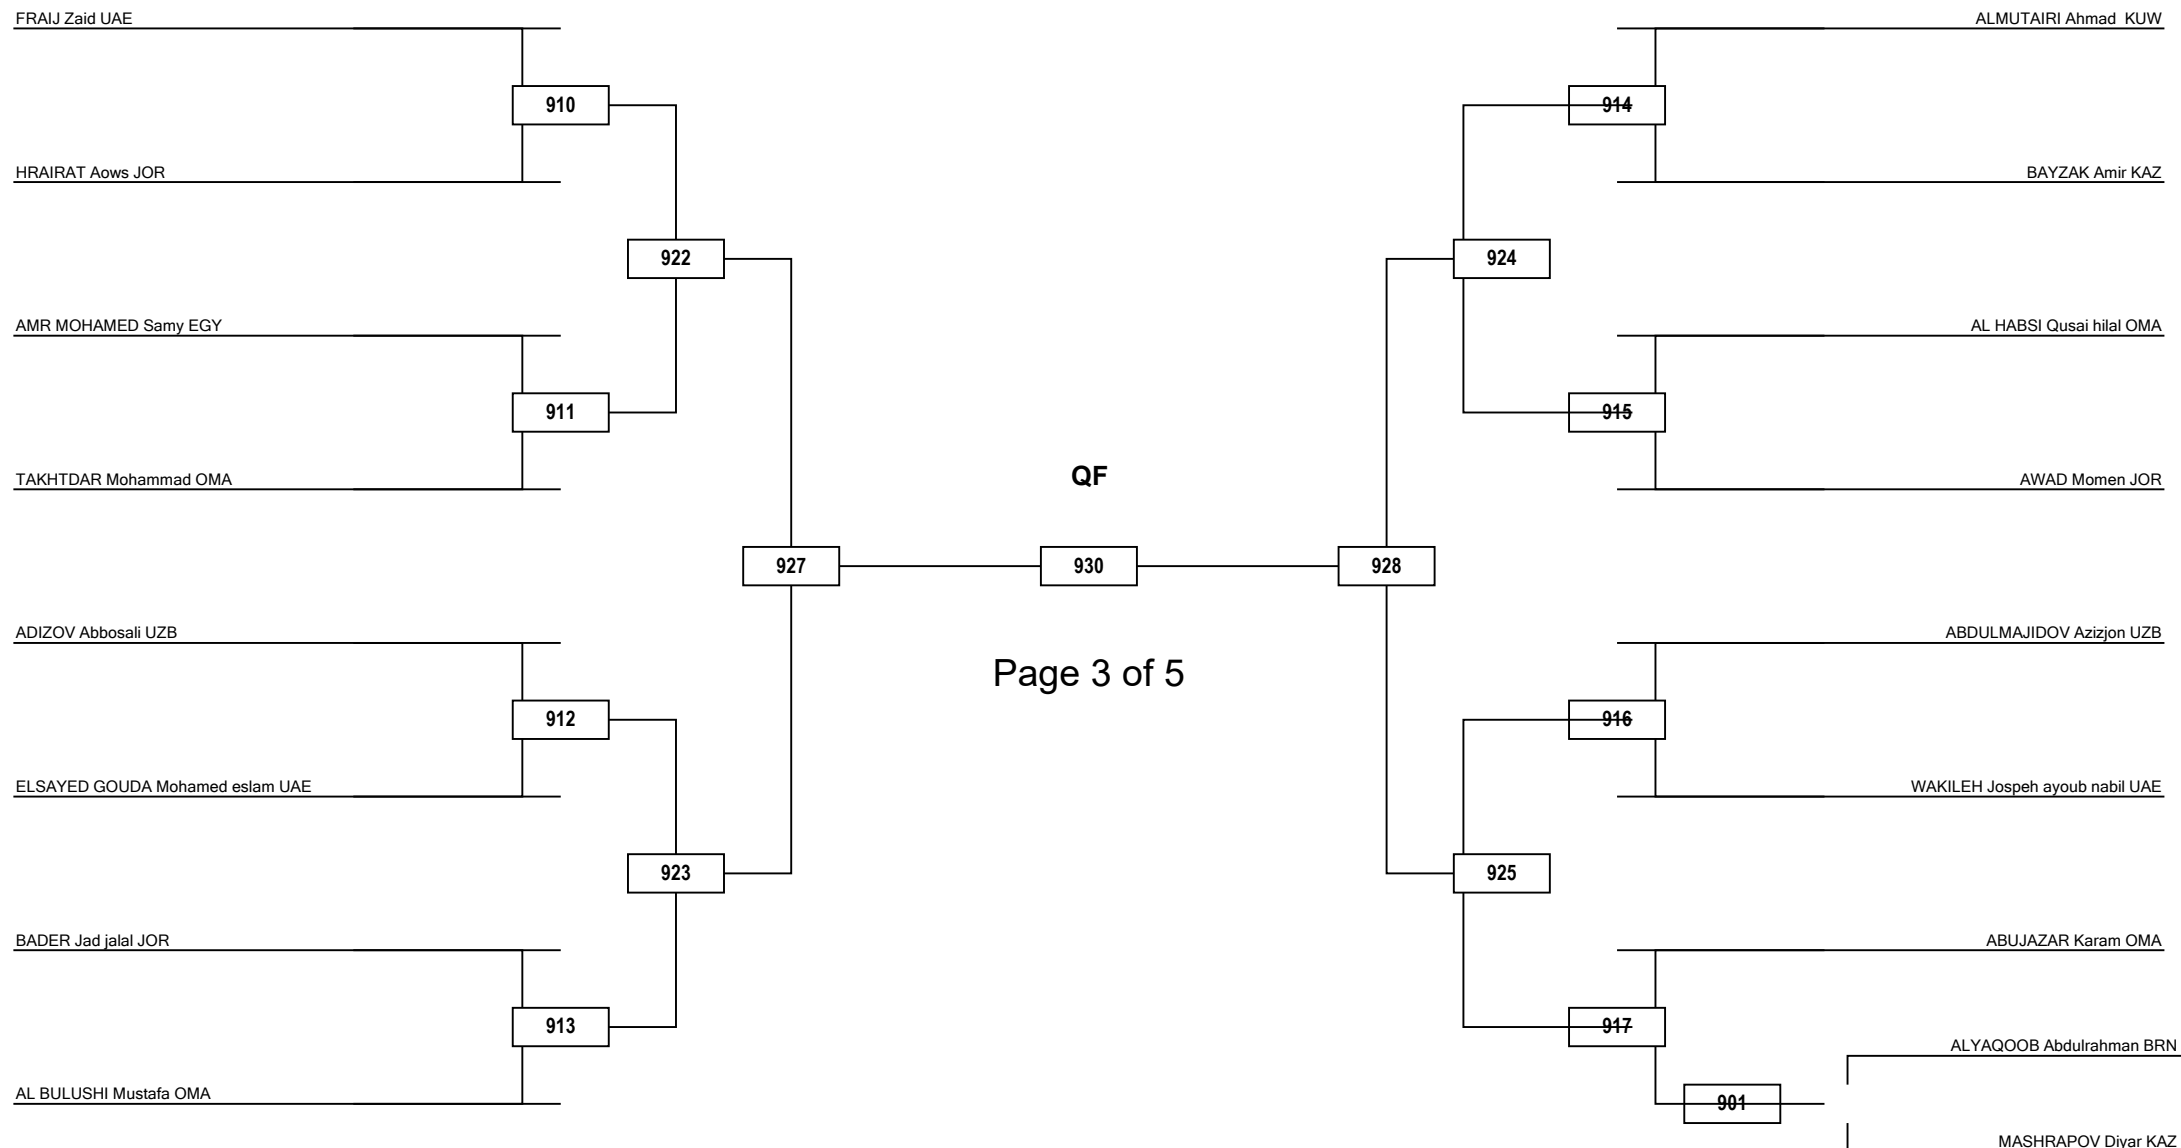 FRAIJ Zaid UAE
ALMUTAIRI Ahmad  KUW
910
914
HRAIRAT Aows JOR
BAYZAK Amir KAZ
922
924
AMR MOHAMED Samy EGY
AL HABSI Qusai hilal OMA
911
915
QF
TAKHTDAR Mohammad OMA
AWAD Momen JOR
927
930
928
ADIZOV Abbosali UZB
ABDULMAJIDOV Azizjon UZB
Page 3 of 5
912
916
ELSAYED GOUDA Mohamed eslam UAE
WAKILEH Jospeh ayoub nabil UAE
923
925
BADER Jad jalal JOR
ABUJAZAR Karam OMA
913
917
ALYAQOOB Abdulrahman BRN
AL BULUSHI Mustafa OMA
901
MASHRAPOV Diyar KAZ